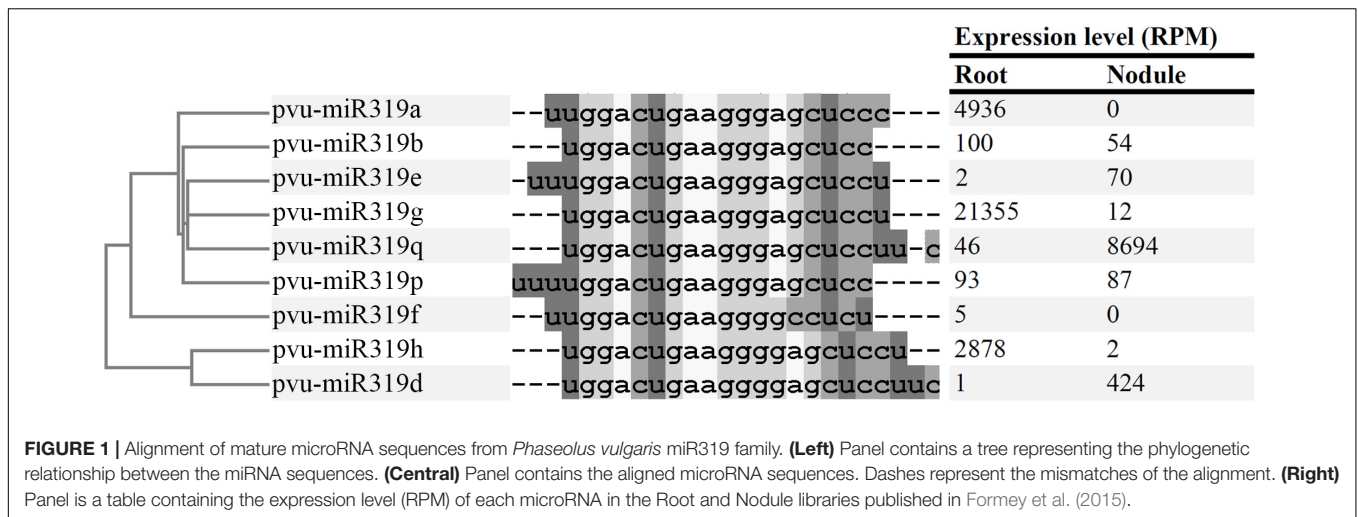 Expression level (RPM)
Root Nodule
pvu-miR319a --uuggacugaagggagcuccc--- 4936 0
pvu-miR319b ---uggacugaagggagcucc---- 100 54
pvu-miR319e -uuuggacugaagggagcuccu--- 2 70
pvu-miR319g ---uggacugaagggagcuccu--- 21355 12
pvu-miR319q ---uggacugaagggagcuccuu-c 46 8694
pvu-miR319p uuuuggacugaagggagcucc---- 93 87
pvu-miR319f --uuggacugaaggggccucu---- 5 0
pvu-miR319h ---uggacugaaggggagcuccu-- 2878 2
pvu-miR319d ---uggacugaaggggagcuccuuc 1 424
FIGURE 1 | Alignment of mature microRNA sequences from Phaseolus vulgaris miR319 family. (Left) Panel contains a tree representing the phylogenetic
relationship between the miRNA sequences. (Central) Panel contains the aligned microRNA sequences. Dashes represent the mismatches of the alignment. (Right)
Panel is a table containing the expression level (RPM) of each microRNA in the Root and Nodule libraries published in Formey et al. (2015).